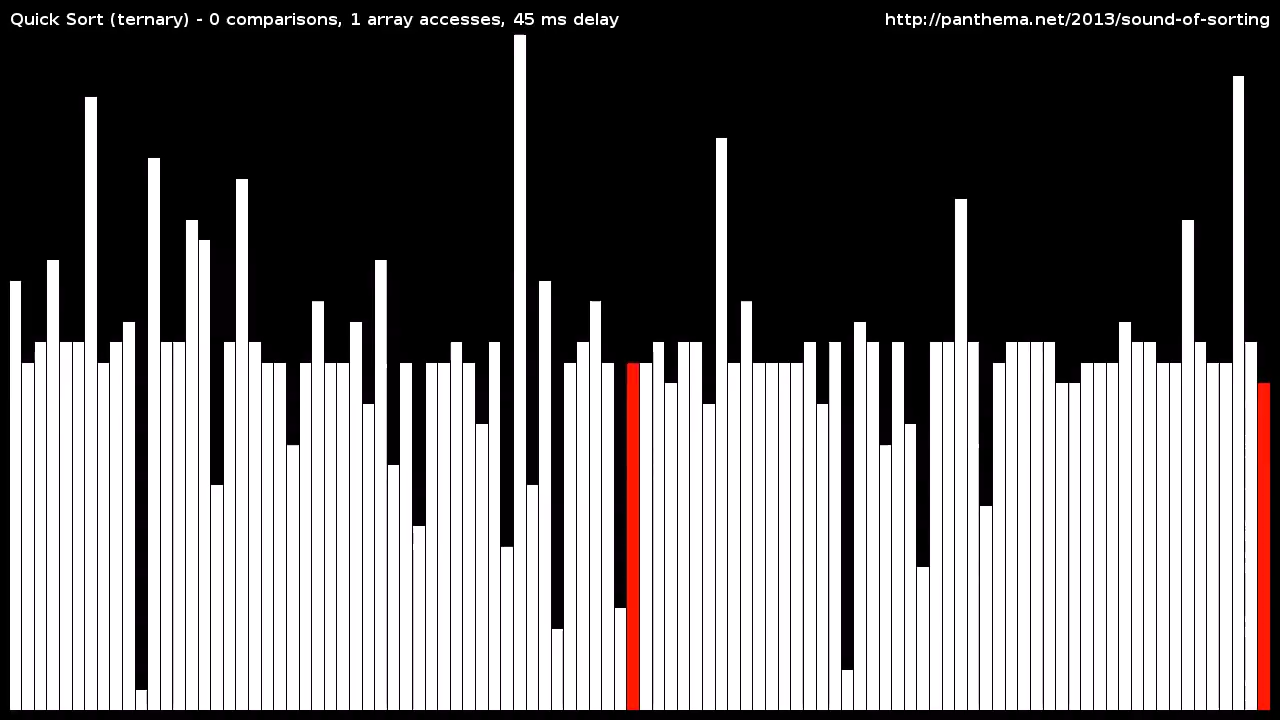 Quick Sort (ternary) - 0 comparisons, 1 array accesses, 45 ms delay
http://panthema.net/2013/sound-of-sorting